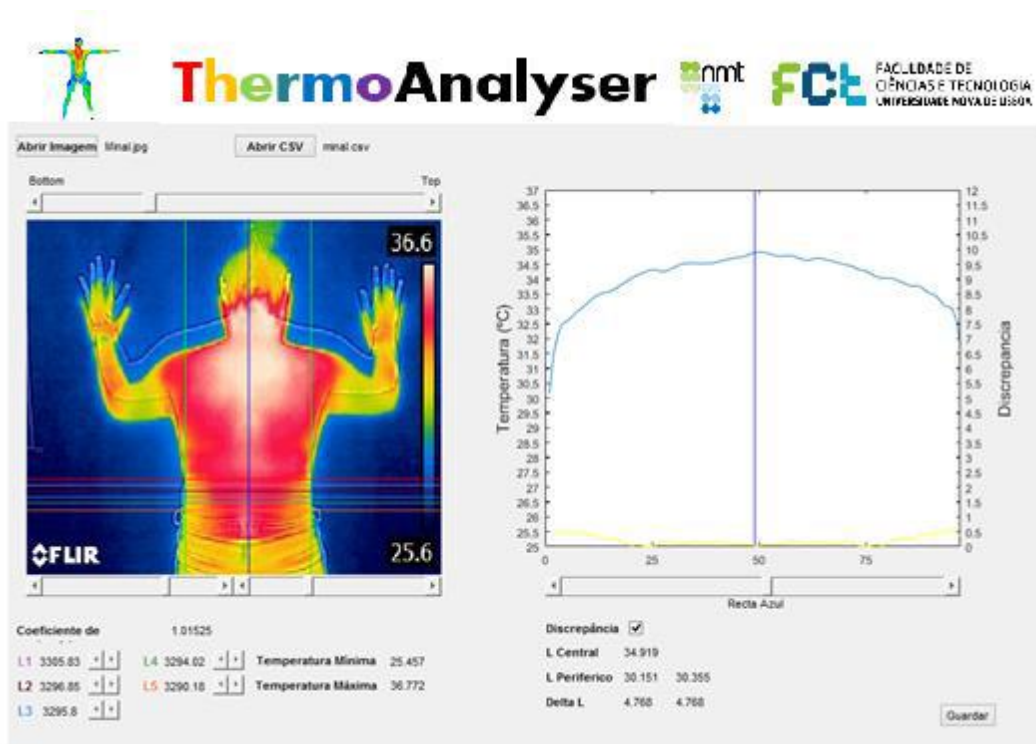 ThermoAnalyser
nmt
FCt
FACULDADE DE
CIÊNCIAS E TECNOLOGIA
UNIVERSIDADE NOVA DE LISBOA
Abrir Imagem
Abrir CSV
Bottom
Top
36.6
FLIR
25.6
Temperatura (ºC)
37
36.5
36
35.5
35
34.5
34
33.5
33
32.5
32
31.5
31
30.5
30
29.5
29
28.5
28
27.5
27
26.5
26
25.5
25
0
25
50
75
12
11.5
11
10.5
10
9.5
9
8.5
8
7.5
7
6.5
6
5.5
5
4.5
4
3.5
3
2.5
2
1.5
1
0.5
0
Discrepancia
Recta Azul
Coeficiente de
1.01525
L1 3305.83
L4 3294.02
Temperatura Mínima 25.457
L2 3296.85
L5 3290.18
Temperatura Máxima 36.772
L3 3295.8
Discrepância
L Central 34.919
L Periferico 30.151 30.355
Delta L 4.768 4.768
Guardar